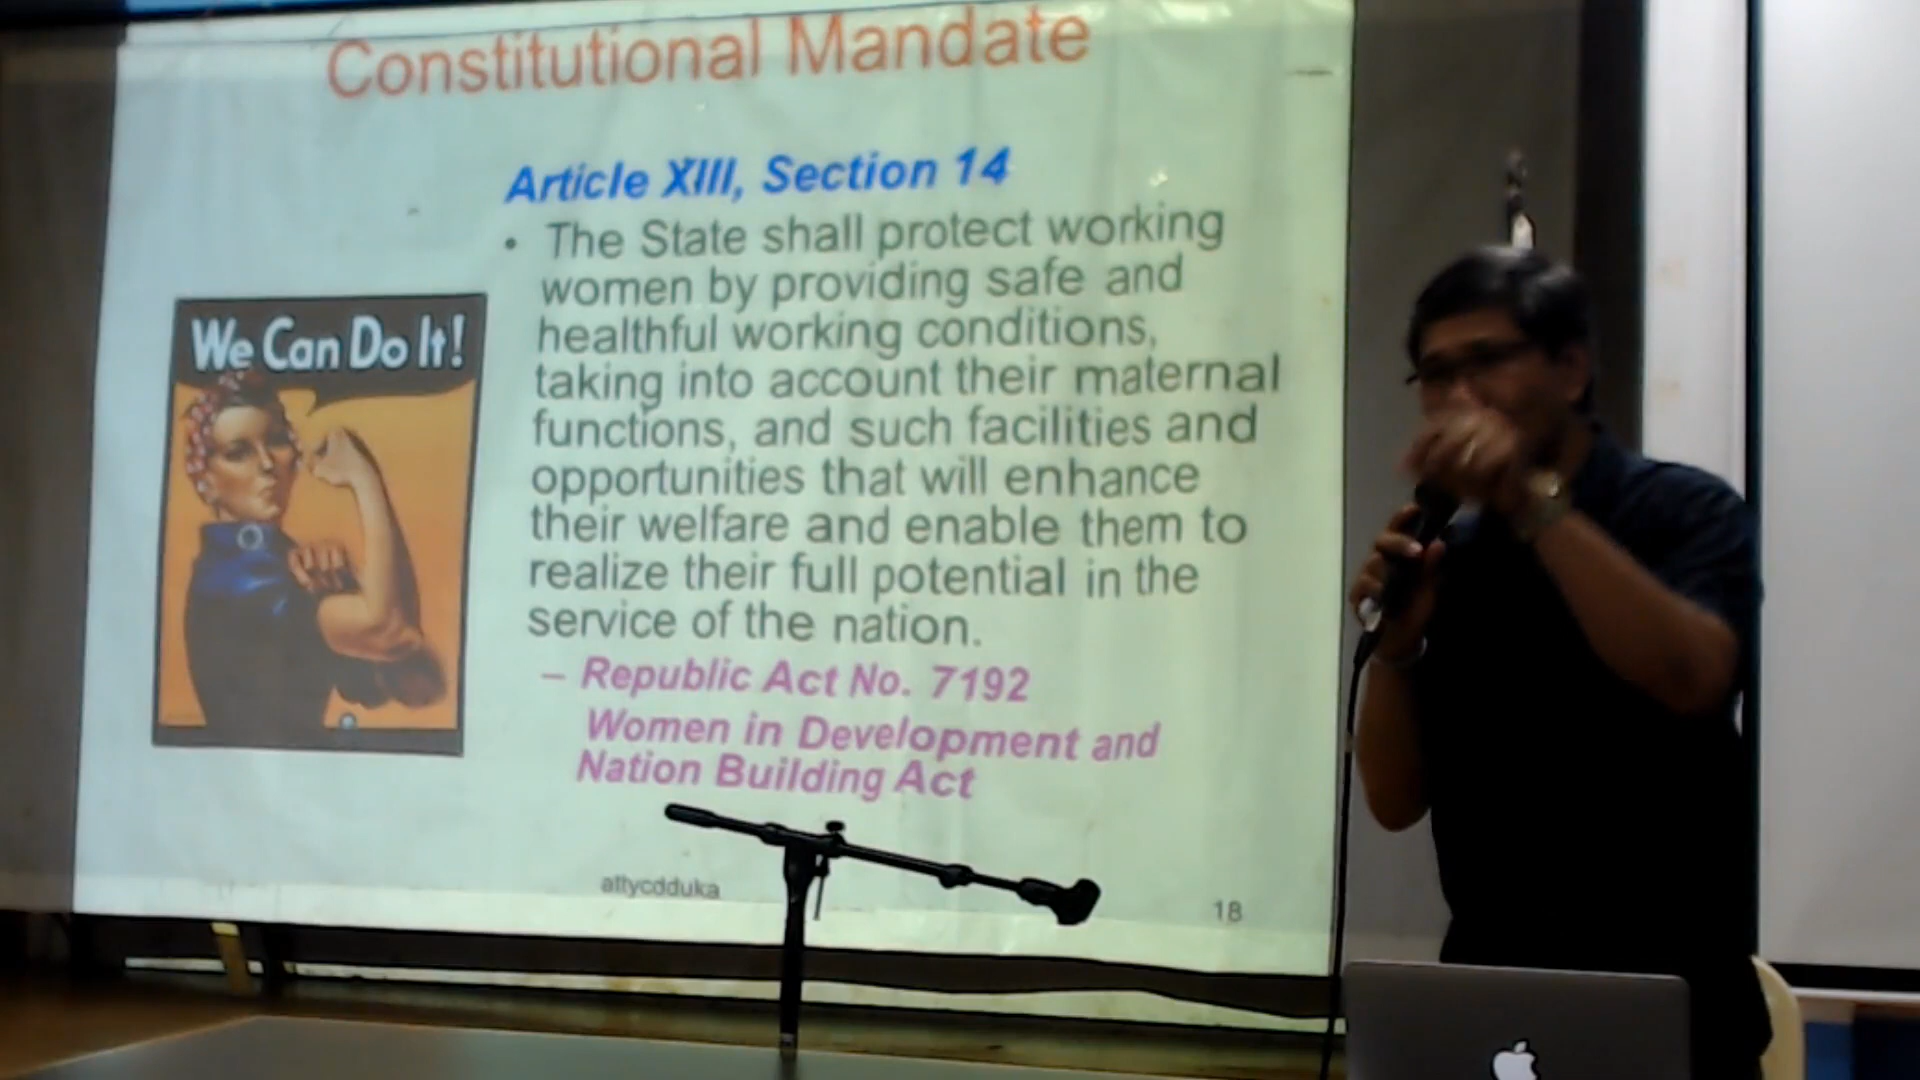 Constitutional Mandate
Article XIII, Section 14
• The State shall protect working
women by providing safe and
healthful working conditions,
taking into account their maternal
functions, and such facilities and
opportunities that will enhance
their welfare and enable them to
realize their full potential in the
service of the nation.
– Republic Act No. 7192
Women in Development and
Nation Building Act
We Can Do It!
attycdduka
18